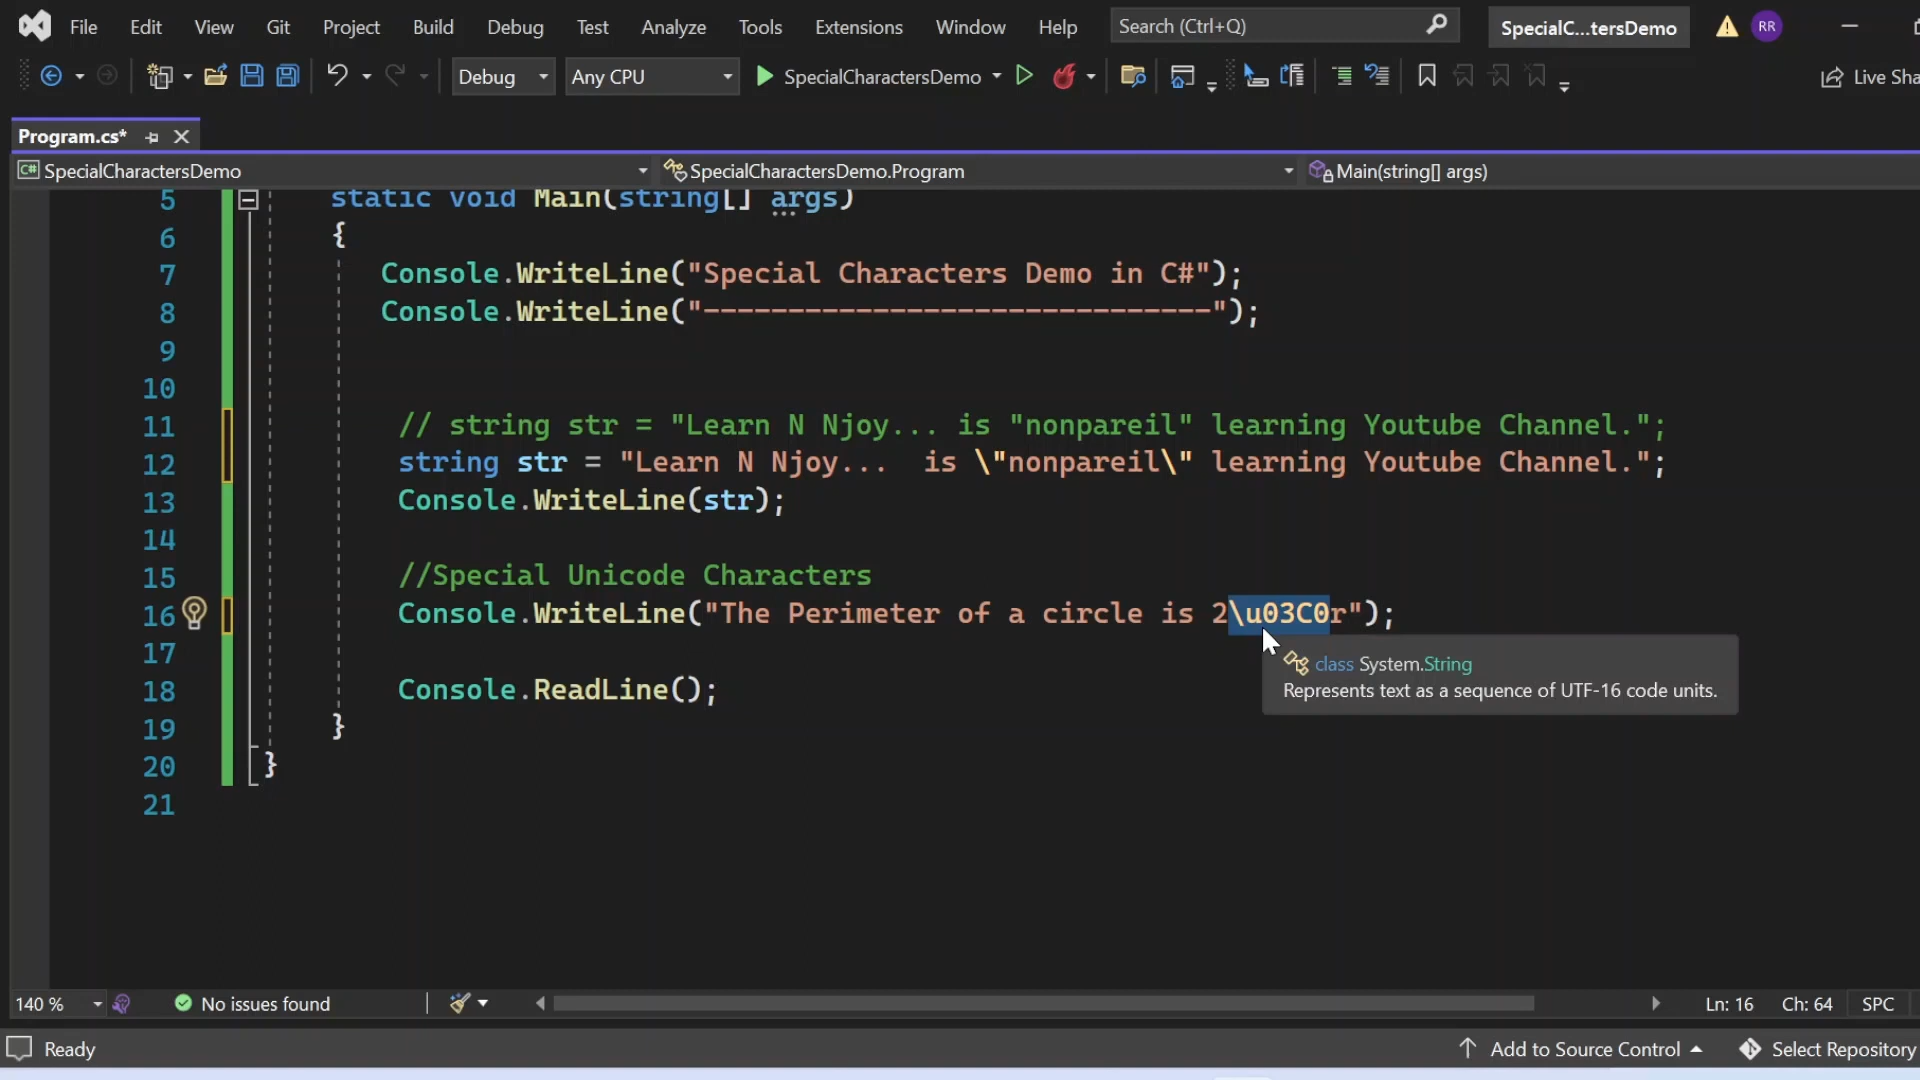 File Edit View Git Project Build Debug Test Analyze Tools Extensions Window Help Search (Ctrl+Q) SpecialC...tersDemo RR
Debug Any CPU SpecialCharactersDemo Live Sha
Program.cs*
C# SpecialCharactersDemo SpecialCharactersDemo.Program Main(string[] args)
5 static void Main(string[] args)
6 {
7 Console.WriteLine("Special Characters Demo in C#");
8 Console.WriteLine("------------------------------");
9
10
11 // string str = "Learn N Njoy... is "nonpareil" learning Youtube Channel.";
12 string str = "Learn N Njoy...  is \"nonpareil\" learning Youtube Channel.";
13 Console.WriteLine(str);
14
15 //Special Unicode Characters
16 Console.WriteLine("The Perimeter of a circle is 2\u03C0r");
class System.String
Represents text as a sequence of UTF-16 code units.
17
18 Console.ReadLine();
19 }
20 }
21
140 % No issues found Ln: 16 Ch: 64 SPC
Ready Add to Source Control Select Repository